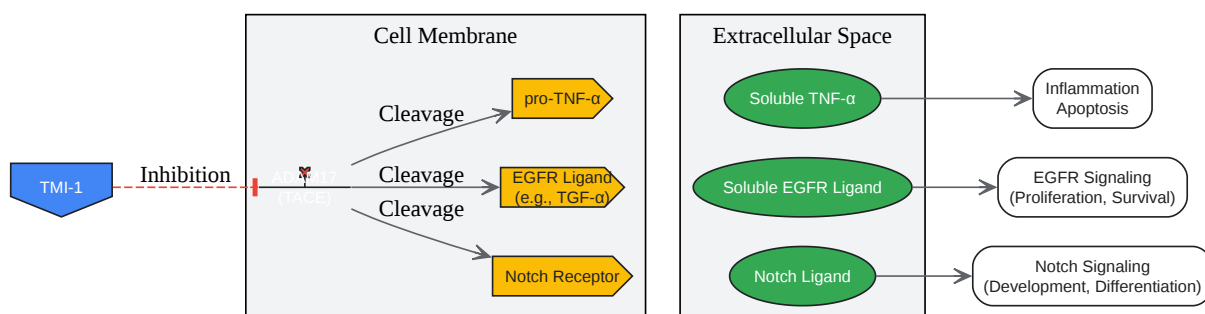 Cell Membrane
Extracellular Space
pro-TNF-α
Soluble TNF-α
Inflammation
Apoptosis
Cleavage
TMI-1
Inhibition
ADAM17
(TACE)
Cleavage
EGFR Ligand
(e.g., TGF-α)
Soluble EGFR Ligand
EGFR Signaling
(Proliferation, Survival)
Cleavage
Notch Receptor
Notch Ligand
Notch Signaling
(Development, Differentiation)